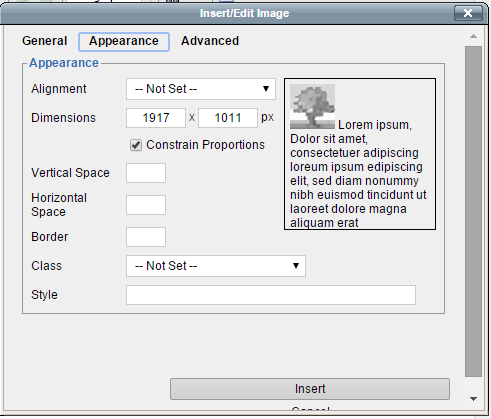 Insert/Edit Image
General Appearance Advanced
Appearance
Alignment -- Not Set --
Dimensions 1917 x 1011 px
Constrain Proportions
Vertical Space
Horizontal
Space
Border
Class -- Not Set --
Style
Lorem ipsum,
Dolor sit amet,
consectetuer adipiscing
loreum ipsum edipiscing
elit, sed diam nonummy
nibh euismod tincidunt ut
laoreet dolore magna
aliquam erat
Insert
Cancel